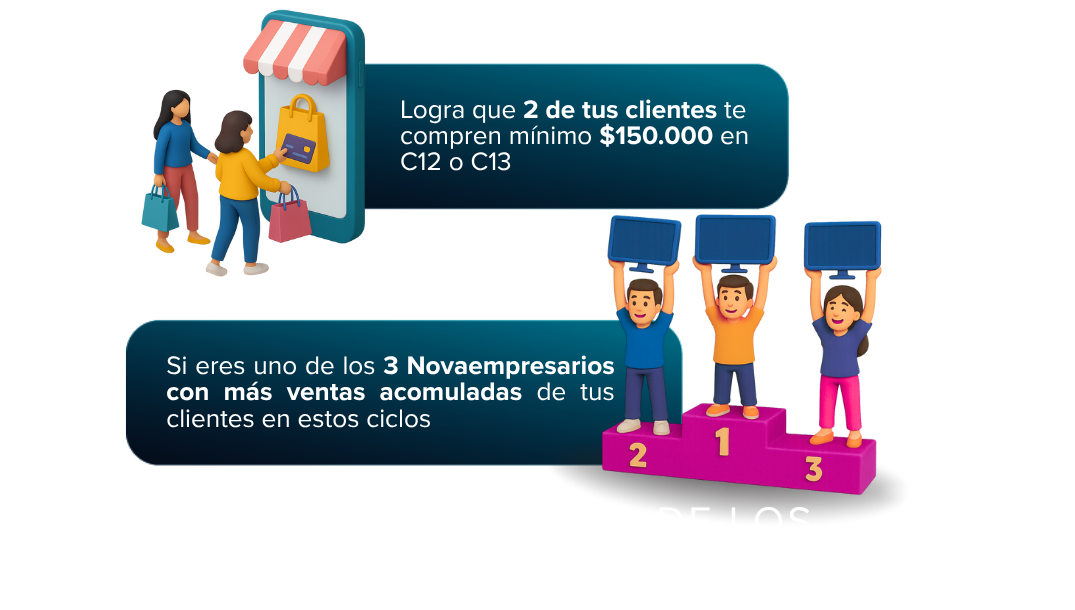 Logra que 2 de tus clientes te
compren mínimo $150.000 en
C12 o C13
Si eres uno de los 3 Novaempresarios
con más ventas acumuladas de tus
clientes en estos ciclos
2
1
3
DE LOS